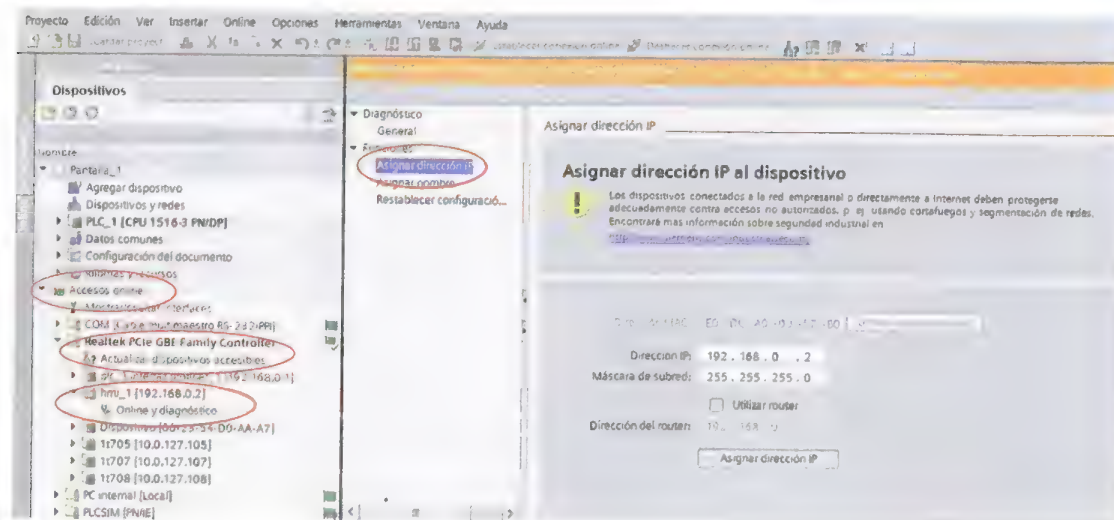 Proyecto Edición Ver Insertar Online Opciones Herramientas Ventana Ayuda
Dispositivos
Nombre
Pantalla_1
Agregar dispositivo
Dispositivos y redes
PLC_1 [CPU 1516-3 PN/DP]
Datos comunes
Configuración del documento
Idiomas y recursos
Accesos online
COM
Realtek PCIe GBE Family Controller
Actualizar dispositivos accesibles
hmi_1 [192.168.0.2]
Online y diagnóstico
1t705 [10.0.127.105]
1t707 [10.0.127.107]
1t708 [10.0.127.108]
PC internal [Local]
PLCSIM [PN/IE]
Diagnóstico
General
Funciones
Asignar dirección IP
Asignar nombre
Restablecer configuració...
Asignar dirección IP
Asignar dirección IP al dispositivo
Los dispositivos conectados a la red empresarial o directamente a Internet deben protegerse
adecuadamente contra accesos no autorizados, p. ej. usando cortafuegos y segmentación de redes.
Encontrará más información sobre seguridad industrial en
Dirección IP: 192 . 168 . 0 . 2
Máscara de subred: 255 . 255 . 255 . 0
Utilizar router
Dirección del router:
Asignar dirección IP